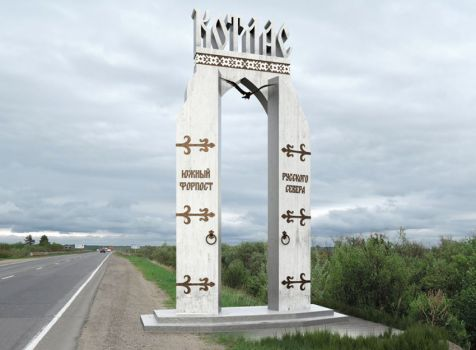 КОТЛАС
ЮЖНЫЙ
ФОРПОСТ
РУССКОГО
СЕВЕРА